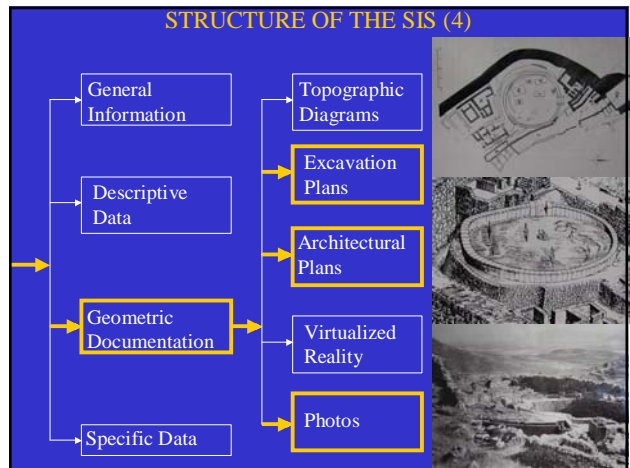 STRUCTURE OF THE SIS (4)
General
Information
Descriptive
Data
Geometric
Documentation
Specific Data
Topographic
Diagrams
Excavation
Plans
Architectural
Plans
Virtualized
Reality
Photos